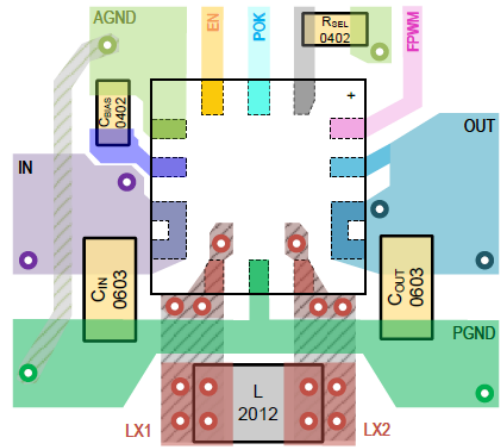 AGND
EN
POK
RSEL
0402
FPWM
CBIAS
0402
+
OUT
IN
CIN
0603
COUT
0603
PGND
L
2012
LX1
LX2